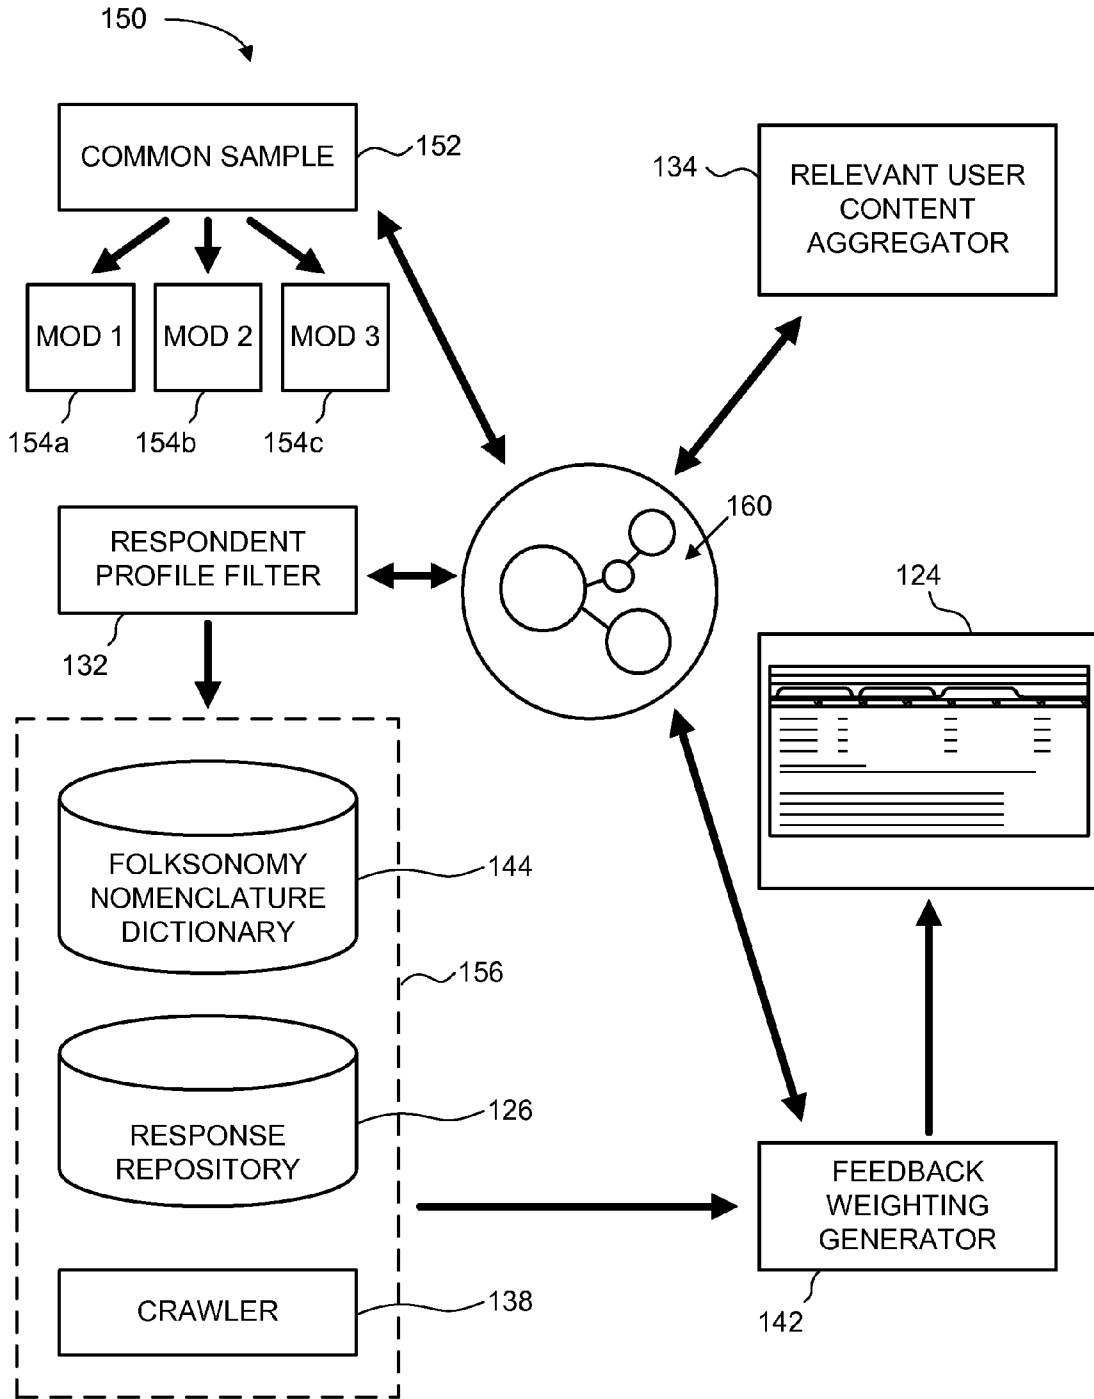 150
COMMON SAMPLE
152
MOD 1
MOD 2
MOD 3
154a
154b
154c
134
RELEVANT USER
CONTENT
AGGREGATOR
RESPONDENT
PROFILE FILTER
132
160
124
FOLKSONOMY
NOMENCLATURE
DICTIONARY
144
156
RESPONSE
REPOSITORY
126
CRAWLER
138
FEEDBACK
WEIGHTING
GENERATOR
142